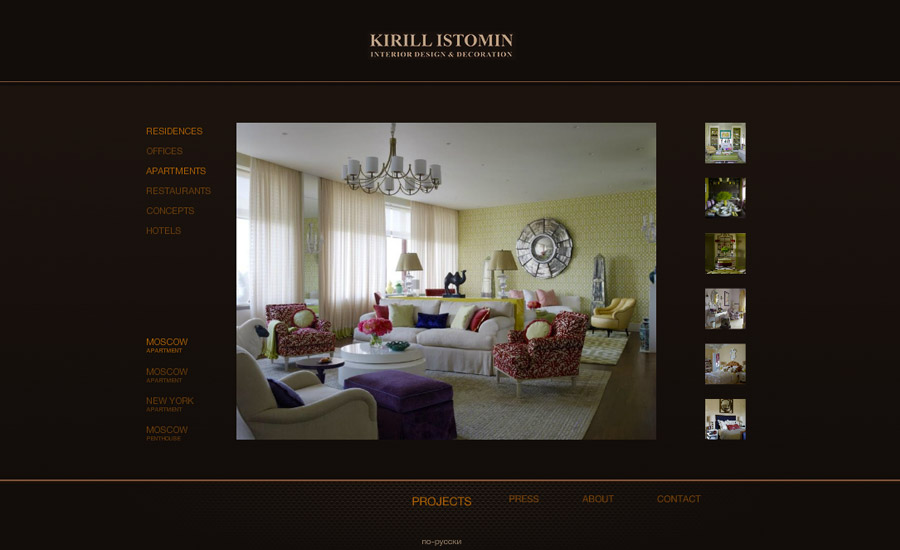 KIRILL ISTOMIN
INTERIOR DESIGN & DECORATION
RESIDENCES
OFFICES
APARTMENTS
RESTAURANTS
CONCEPTS
HOTELS
MOSCOW
APARTMENT
MOSCOW
APARTMENT
NEW YORK
APARTMENT
MOSCOW
PENTHOUSE
PROJECTS
PRESS
ABOUT
CONTACT
по-русски